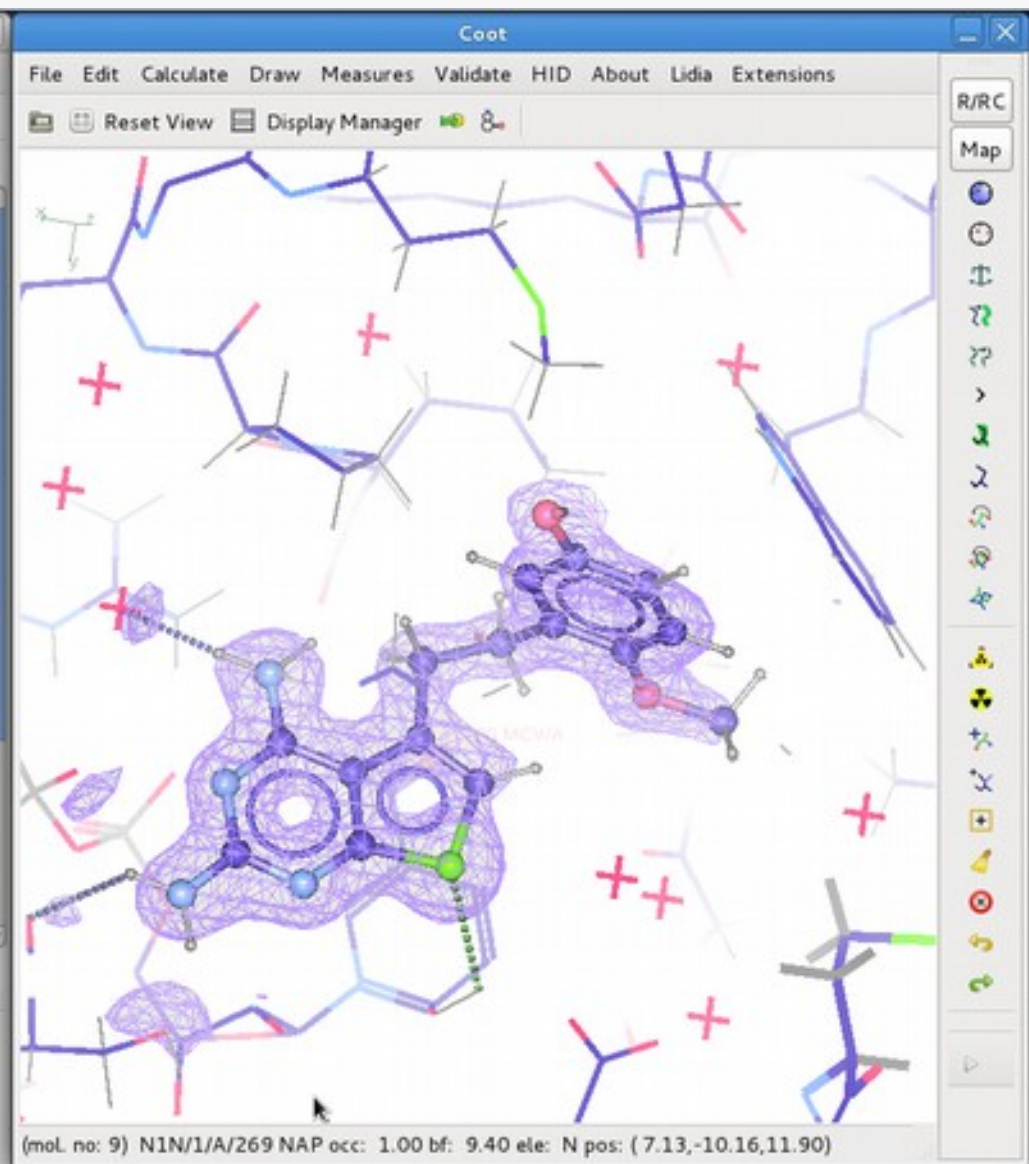 Coot
File Edit Calculate Draw Measures Validate HID About Lidia Extensions
R/RC
Reset View Display Manager
Map
(mol. no: 9) N1N/1/A/269 NAP occ: 1.00 bf: 9.40 ele: N pos: ( 7.13,-10.16,11.90)